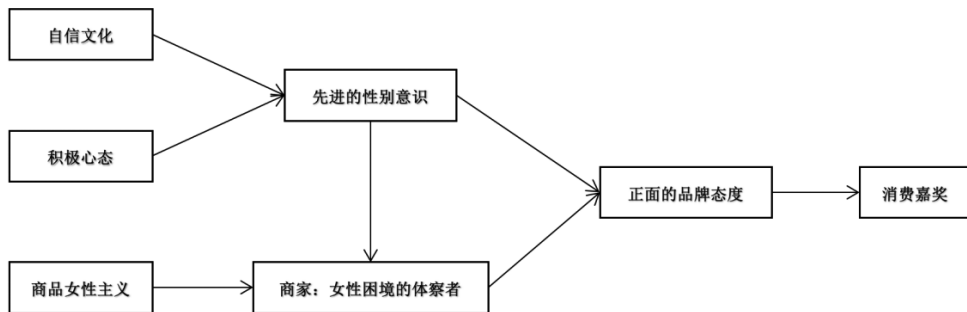 自信文化
先进的性别意识
积极心态
正面的品牌态度
消费嘉奖
商品女性主义
商家：女性困境的体察者